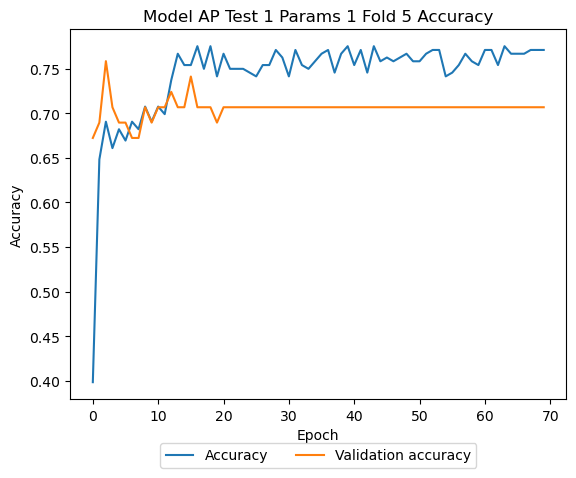 Model AP Test 1 Params 1 Fold 5 Accuracy
0.75
0.70
0.65
0.60
0.55
0.50
0.45
0.40
Accuracy
0 10 20 30 40 50 60 70
Epoch
Accuracy Validation accuracy